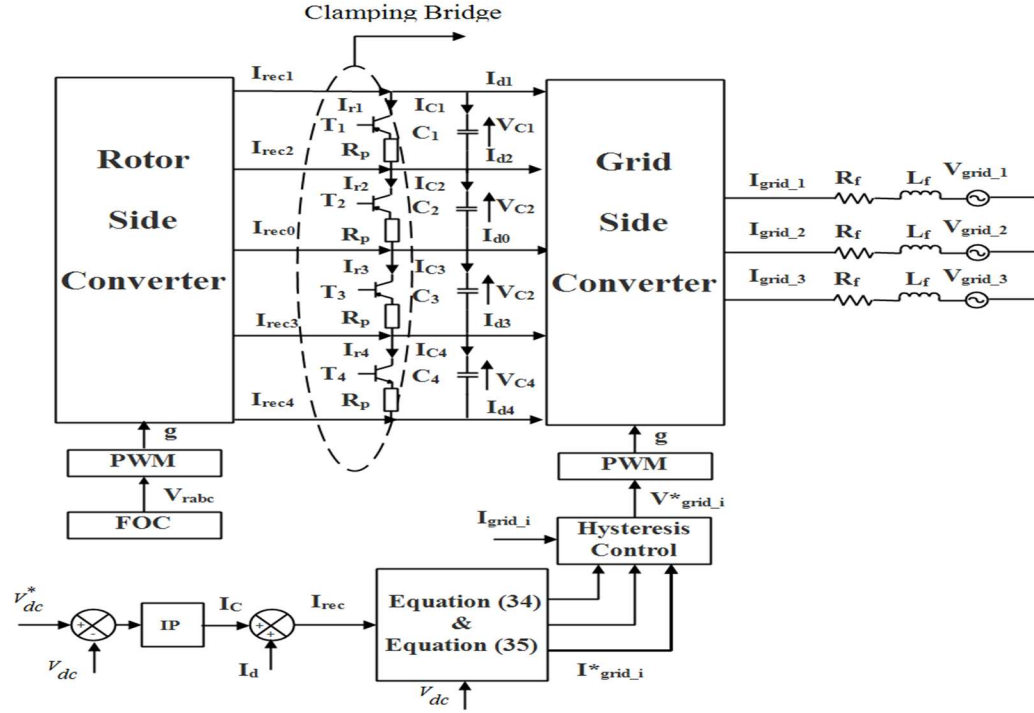 Clamping Bridge
Rotor
Side
Converter
Irec1
Irec2
Irec0
Irec3
Irec4
Ir1
T1
Rp
Ir2
T2
Rp
Ir3
T3
Rp
Ir4
T4
Rp
IC1
C1
VC1
IC2
C2
VC2
IC3
C3
VC2
IC4
C4
VC4
Id1
Id2
Id0
Id3
Id4
Grid
Side
Converter
Igrid_1 Rf Lf Vgrid_1
Igrid_2 Rf Lf Vgrid_2
Igrid_3 Rf Lf Vgrid_3
g
PWM
Vrabc
FOC
g
PWM
V*grid_i
Igrid_i
Hysteresis
Control
V*dc
+
-
Vdc
IP
IC
+
+
Id
Irec
Equation (34)
&
Equation (35)
Vdc
I*grid_i